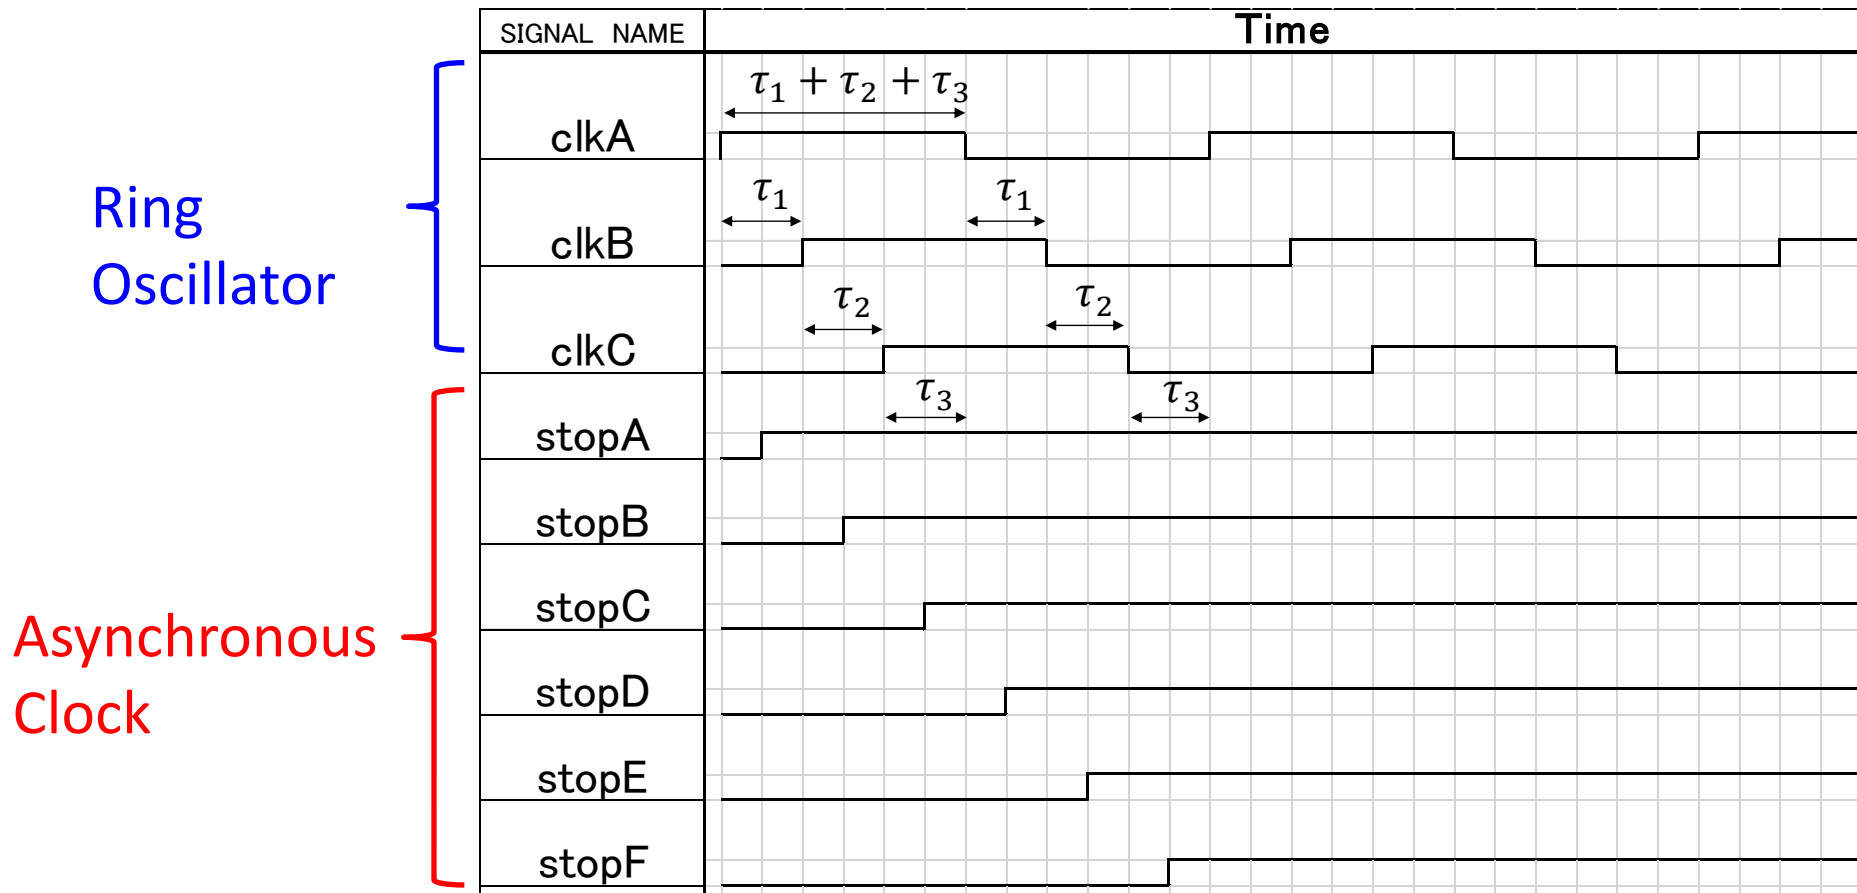 SIGNAL NAME
Time
τ₁ + τ₂ + τ₃
clkA
Ring
Oscillator
τ₁
τ₁
clkB
τ₂
τ₂
clkC
τ₃
τ₃
Asynchronous
Clock
stopA
stopB
stopC
stopD
stopE
stopF